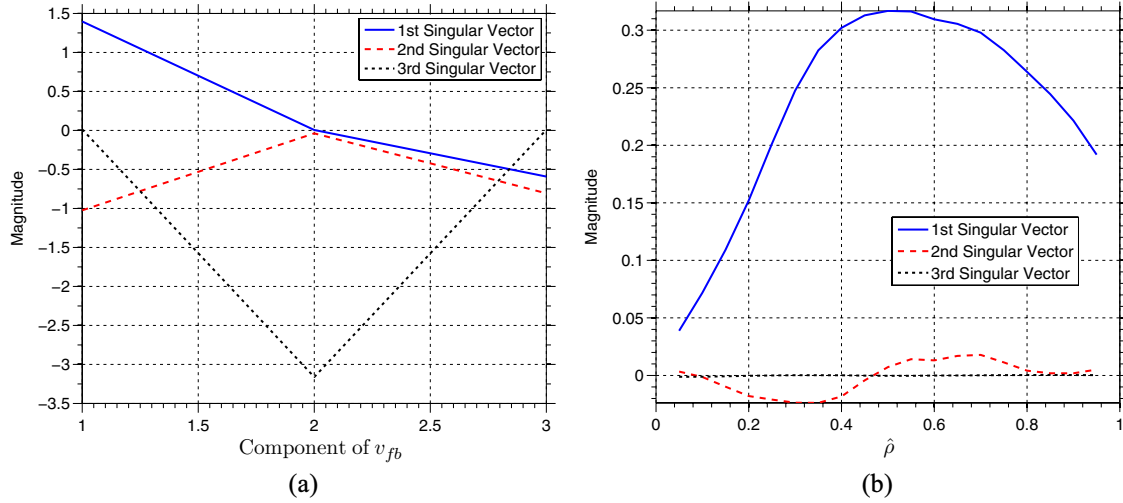 1.5
1
0.5
0
−0.5
−1
−1.5
−2
−2.5
−3
−3.5
Magnitude
1st Singular Vector
2nd Singular Vector
3rd Singular Vector
1
1.5
2
2.5
3
Component of v_{fb}
(a)
0.3
0.25
0.2
0.15
0.1
0.05
0
Magnitude
1st Singular Vector
2nd Singular Vector
3rd Singular Vector
0
0.2
0.4
0.6
0.8
1
ρ̂
(b)